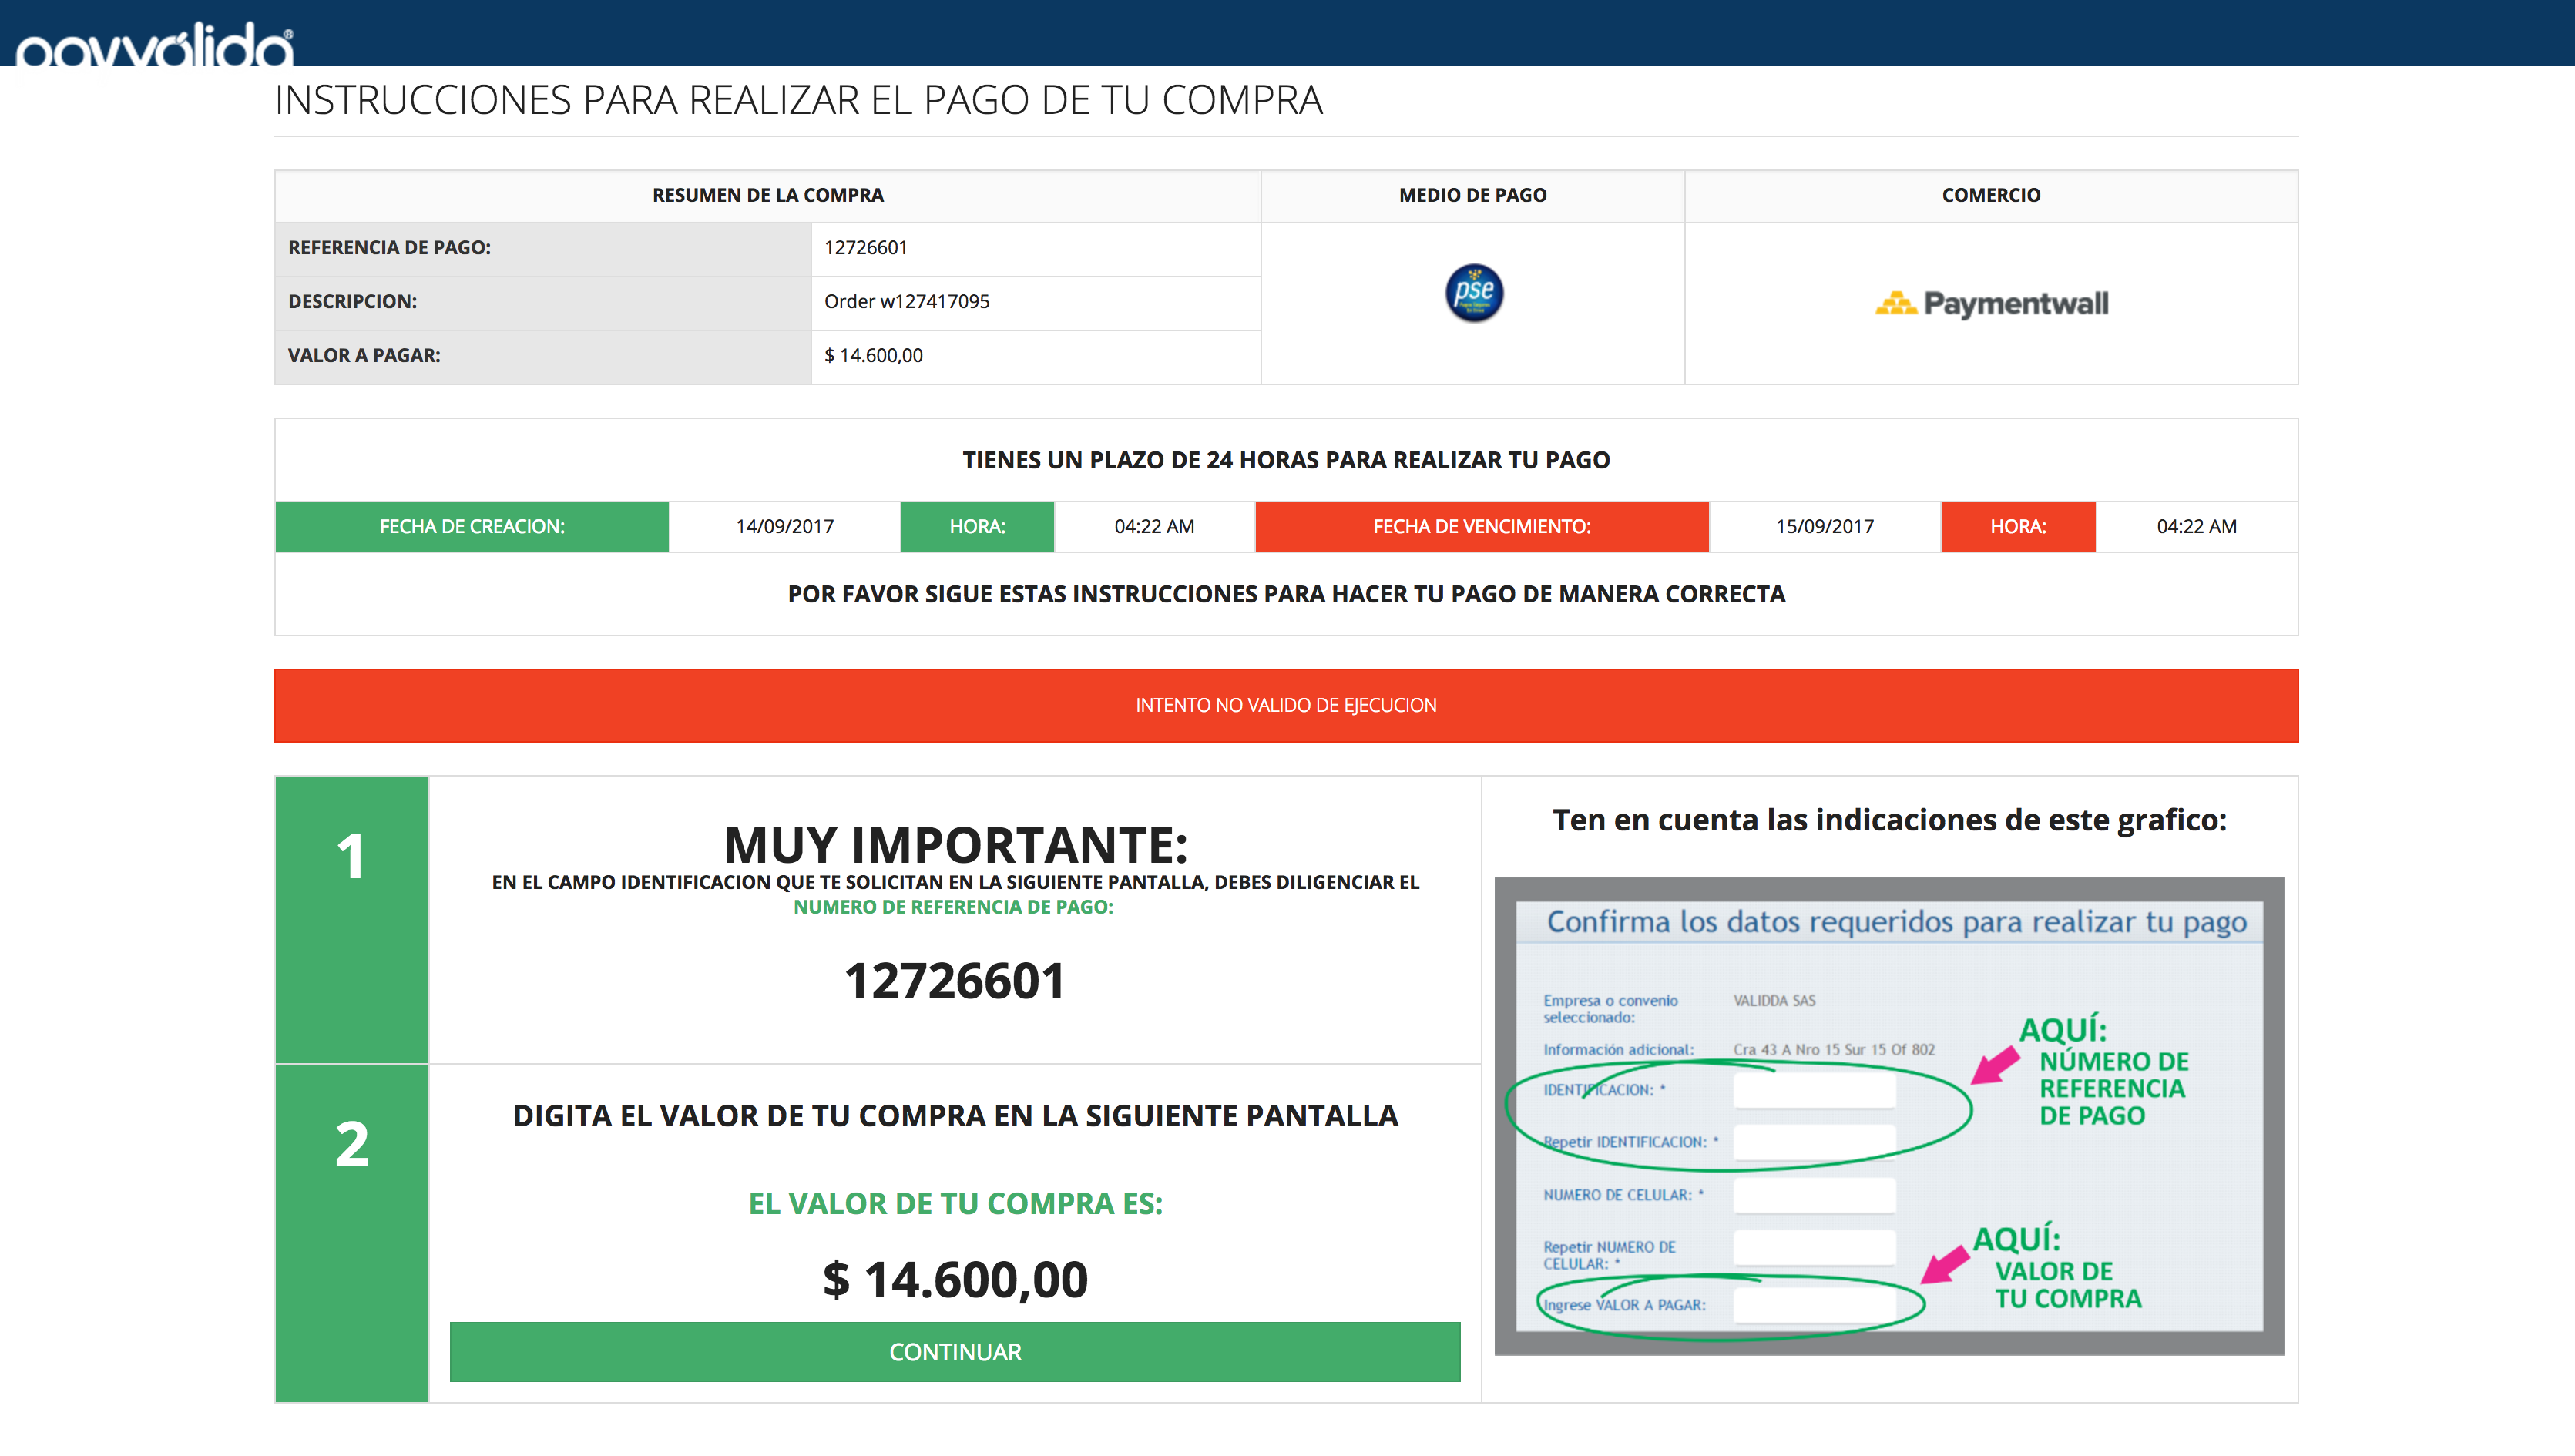 payválido®
INSTRUCCIONES PARA REALIZAR EL PAGO DE TU COMPRA
RESUMEN DE LA COMPRA MEDIO DE PAGO COMERCIO
REFERENCIA DE PAGO: 12726601
DESCRIPCION: Order w127417095
VALOR A PAGAR: $ 14.600,00
pse
Paymentwall
TIENES UN PLAZO DE 24 HORAS PARA REALIZAR TU PAGO
FECHA DE CREACION: 14/09/2017 HORA: 04:22 AM FECHA DE VENCIMIENTO: 15/09/2017 HORA: 04:22 AM
POR FAVOR SIGUE ESTAS INSTRUCCIONES PARA HACER TU PAGO DE MANERA CORRECTA
INTENTO NO VALIDO DE EJECUCION
1
MUY IMPORTANTE:
EN EL CAMPO IDENTIFICACION QUE TE SOLICITAN EN LA SIGUIENTE PANTALLA, DEBES DILIGENCIAR EL
NUMERO DE REFERENCIA DE PAGO:
12726601
2
DIGITA EL VALOR DE TU COMPRA EN LA SIGUIENTE PANTALLA
EL VALOR DE TU COMPRA ES:
$ 14.600,00
CONTINUAR
Ten en cuenta las indicaciones de este grafico:
Confirma los datos requeridos para realizar tu pago
Empresa o convenio VALIDDA SAS
seleccionado:
Información adicional: Cra 43 A Nro 15 Sur 15 Of 802
IDENTIFICACION: *
Repetir IDENTIFICACION: *
AQUÍ:
NÚMERO DE
REFERENCIA
DE PAGO
NUMERO DE CELULAR: *
Repetir NUMERO DE
CELULAR: *
Ingrese VALOR A PAGAR:
AQUÍ:
VALOR DE
TU COMPRA